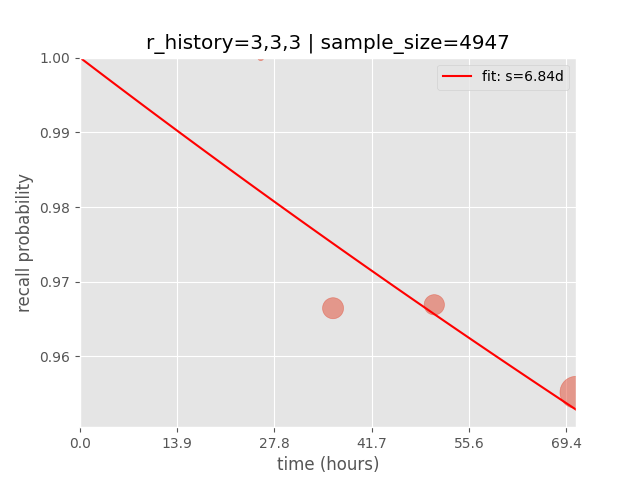 r_history=3,3,3 | sample_size=4947
fit: s=6.84d
1.00
0.99
0.98
0.97
0.96
recall probability
0.0 13.9 27.8 41.7 55.6 69.4
time (hours)